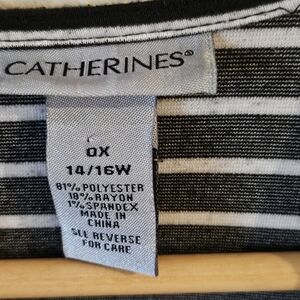 CATHERINES®
0X
14/16W
81% POLYESTER
18% RAYON
1% SPANDEX
MADE IN
CHINA
SEE REVERSE
FOR CARE